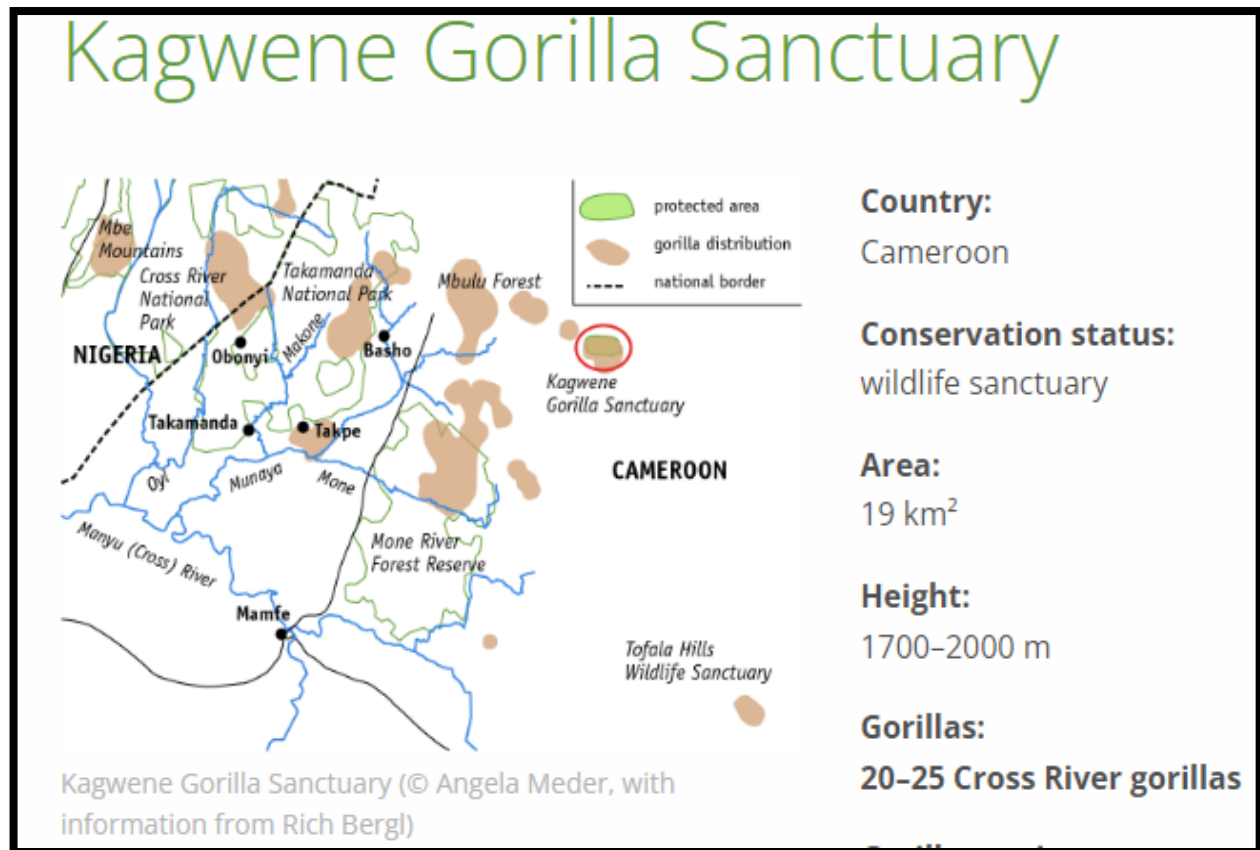 Kagwene Gorilla Sanctuary
protected area
gorilla distribution
national border
Mbe
Mountains
Cross River
National
Park
Takamanda
National Park
Mbulu Forest
NIGERIA
Obonyi
Makone
Basho
Kagwene
Gorilla Sanctuary
Takamanda
Takpe
CAMEROON
Oyi
Munaya
Mone
Manyu (Cross) River
Mone River
Forest Reserve
Mamfe
Tofala Hills
Wildlife Sanctuary
Kagwene Gorilla Sanctuary (© Angela Meder, with
information from Rich Bergl)
Country:
Cameroon
Conservation status:
wildlife sanctuary
Area:
19 km²
Height:
1700–2000 m
Gorillas:
20–25 Cross River gorillas